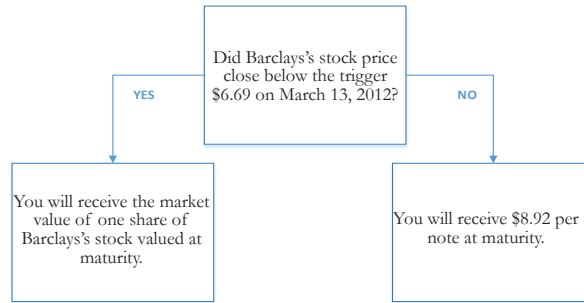 Did Barclays's stock price
close below the trigger
$6.69 on March 13, 2012?
YES
NO
You will receive the market
value of one share of
Barclays's stock valued at
maturity.
You will receive $8.92 per
note at maturity.